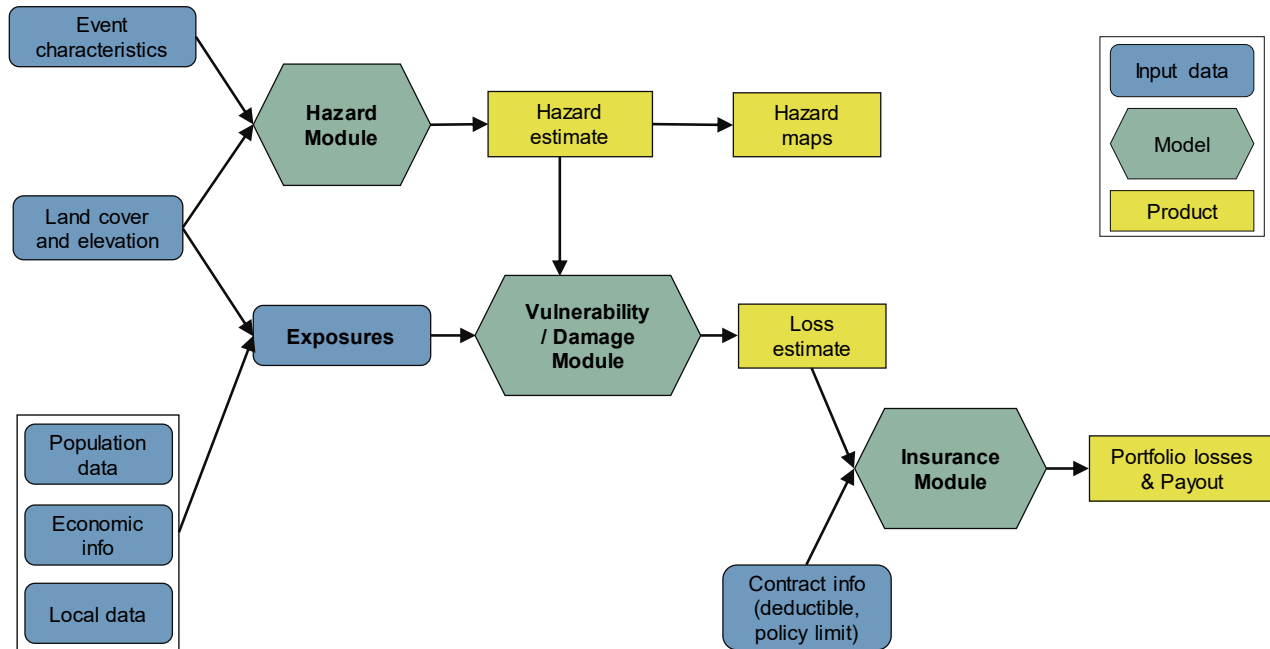 Event
characteristics
Hazard
Module
Hazard
estimate
Hazard
maps
Input data
Model
Product
Land cover
and elevation
Exposures
Vulnerability
/ Damage
Module
Loss
estimate
Population
data
Economic
info
Local data
Insurance
Module
Portfolio losses
& Payout
Contract info
(deductible,
policy limit)